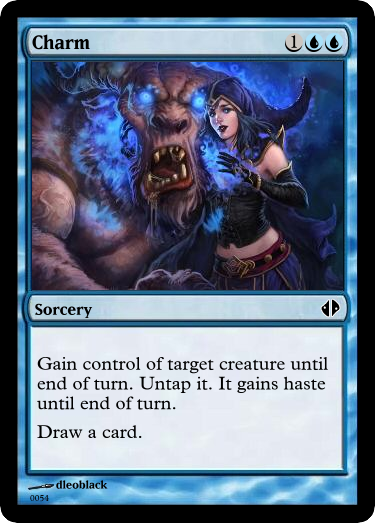 Charm 1
Sorcery
Gain control of target creature until
end of turn. Untap it. It gains haste
until end of turn.
Draw a card.
dleoblack
0054